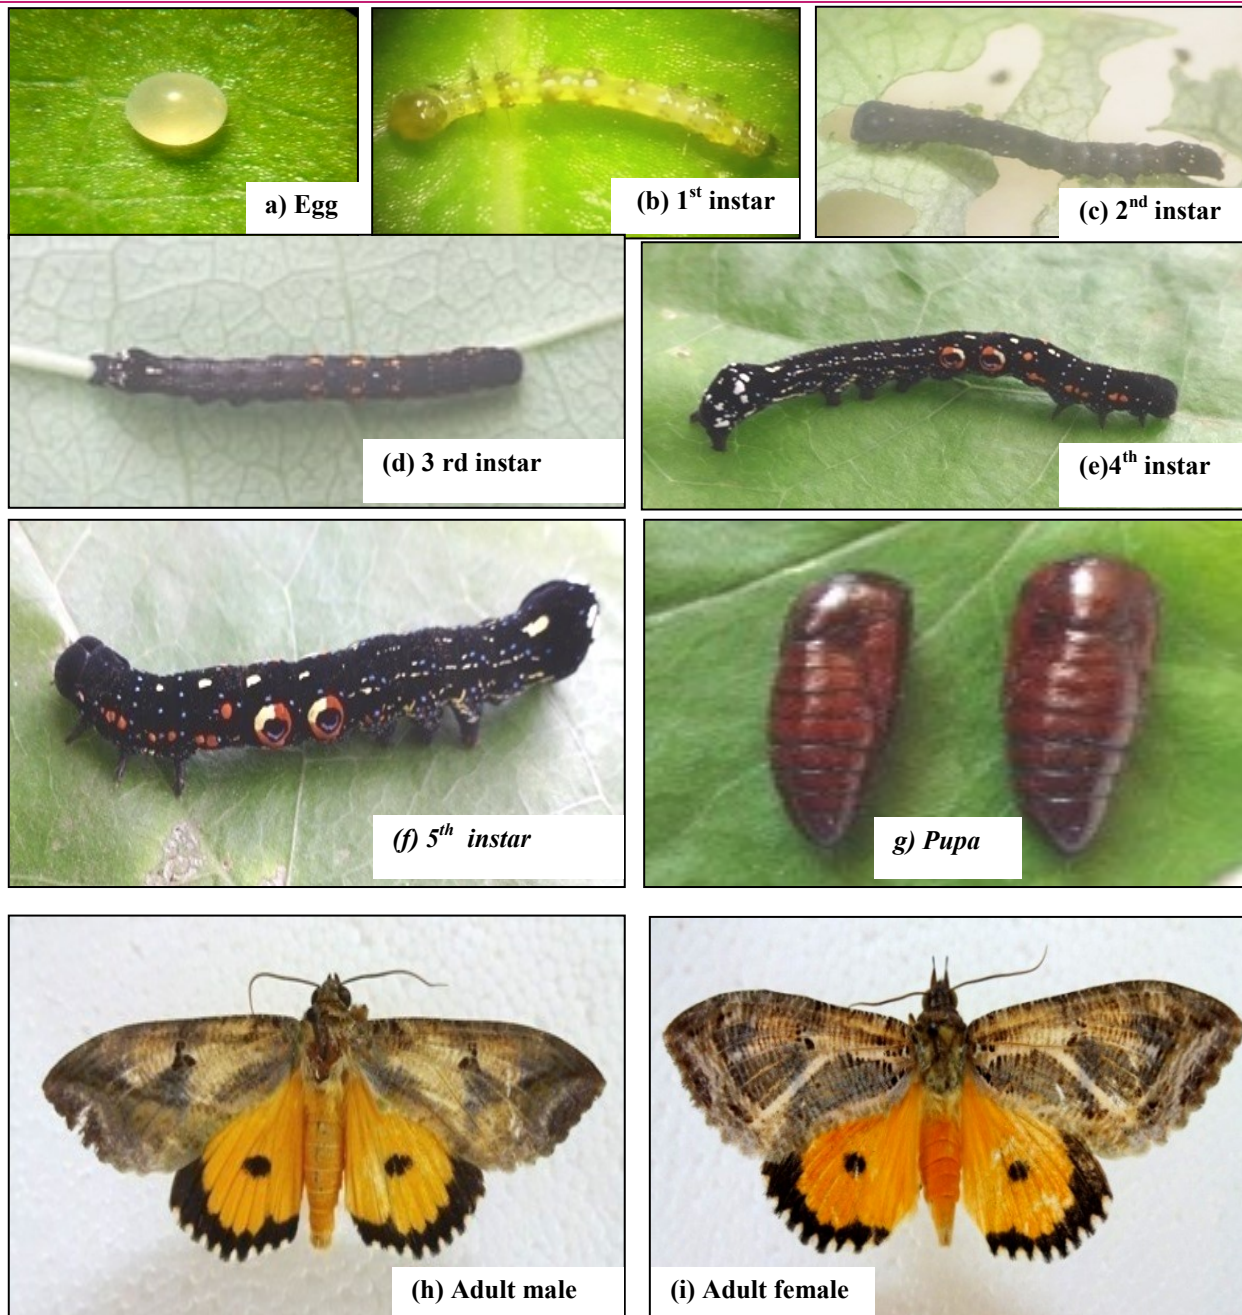 a) Egg
(b) 1st instar
(c) 2nd instar
(d) 3 rd instar
(e)4th instar
(f) 5th instar
g) Pupa
(h) Adult male
(i) Adult female